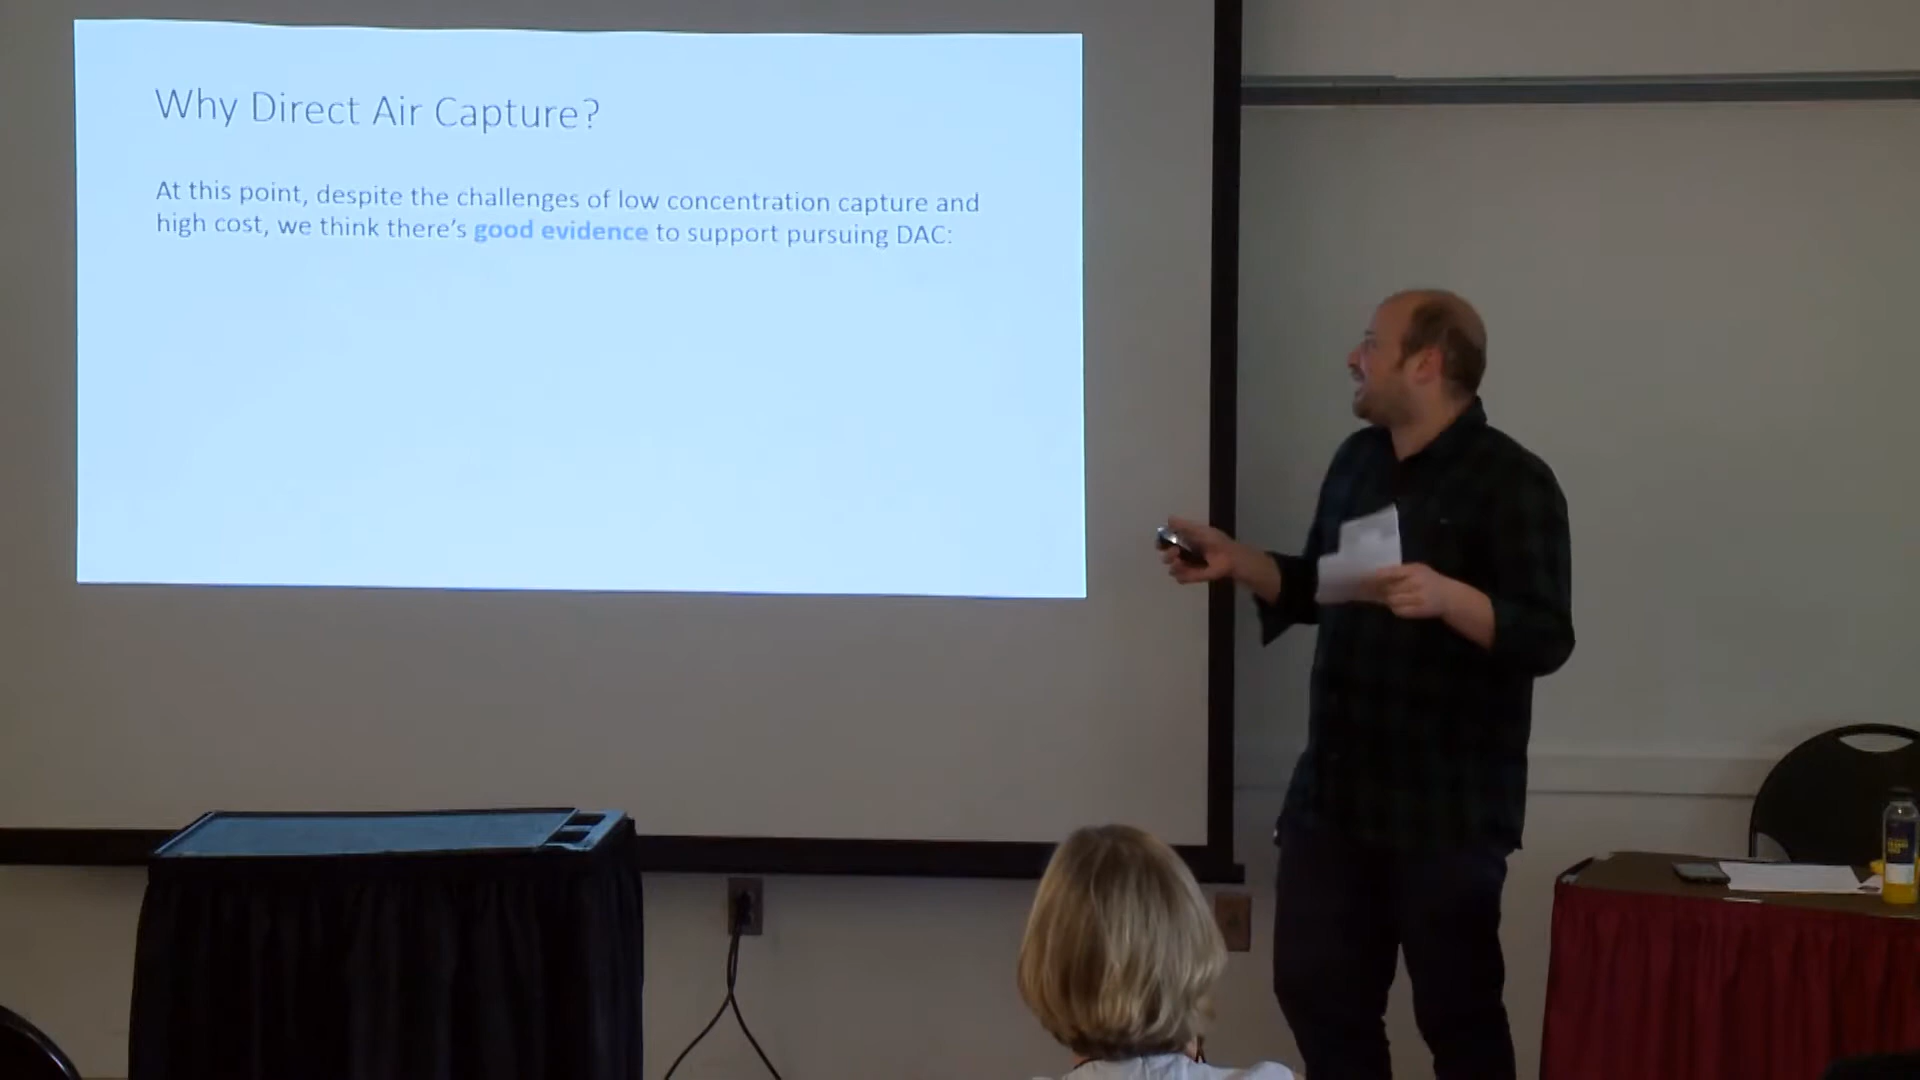 Why Direct Air Capture?
At this point, despite the challenges of low concentration capture and
high cost, we think there's good evidence to support pursuing DAC: